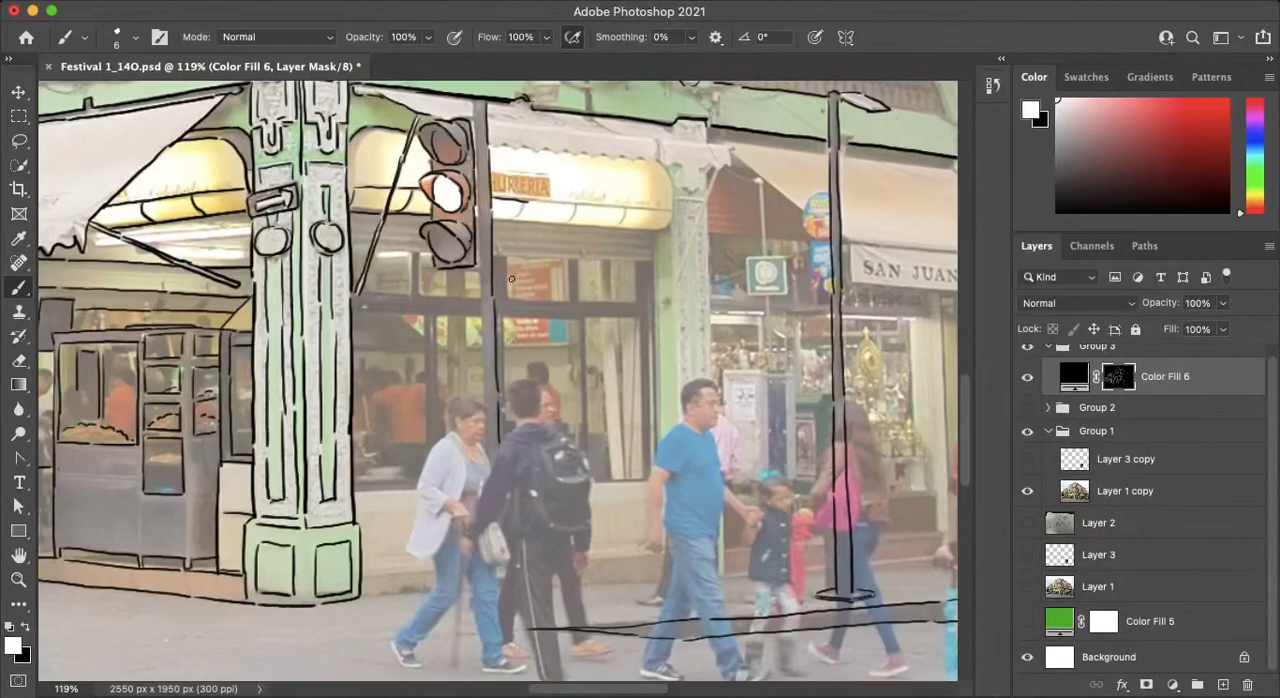 Adobe Photoshop 2021
Mode: Normal Opacity: 100% Flow: 100% Smoothing: 0% 0°
6
Festival 1_14O.psd @ 119% (Color Fill 6, Layer Mask/8) *
Color Swatches Gradients Patterns
SAN JUAN
Layers Channels Paths
Kind
Normal Opacity: 100%
Lock: Fill: 100%
Group 3
Color Fill 6
Group 2
Group 1
Layer 3 copy
Layer 1 copy
Layer 2
Layer 3
Layer 1
Color Fill 5
Background
119% 2550 px x 1950 px (300 ppi)
fx